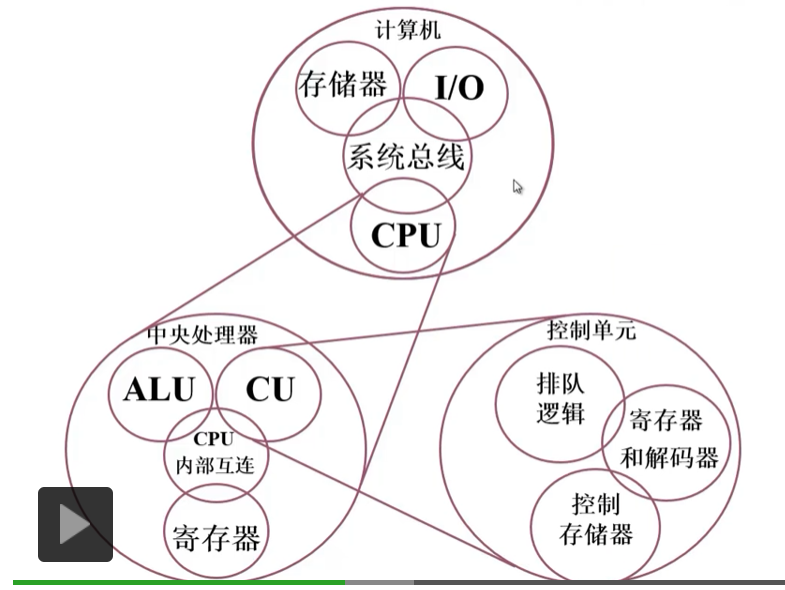 计算机
存储器
I/O
系统总线
CPU
中央处理器
ALU
CU
CPU
内部互连
寄存器
控制单元
排队
逻辑
寄存器
和解码器
控制
存储器